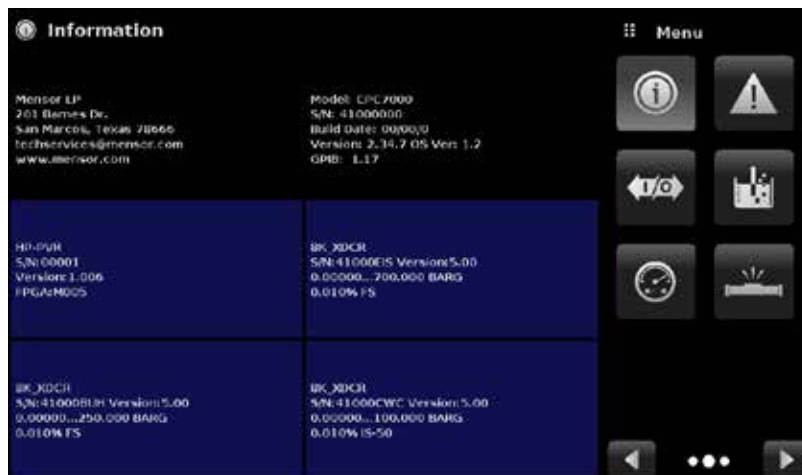 Information
Mensor LP
201 Barnes Dr.
San Marcos, Texas 78666
techservices@mensor.com
www.mensor.com
Model: CPC7000
S/N: 41000000
Build Date: 00/00/0
Version: 2.34.7 OS Ver: 1.2
GPIB: 1.17
HP-PVR
S/N:00001
Version:1.006
FPGA:M005
8K_XDCR
S/N:41000EIS Version:5.00
0.00000...700.000 BARG
0.010% FS
8K_XDCR
S/N:41000BUH Version:5.00
0.00000...250.000 BARG
0.010% FS
8K_XDCR
S/N:41000CWC Version:5.00
0.00000...100.000 BARG
0.010% IS-50
Menu
I/O